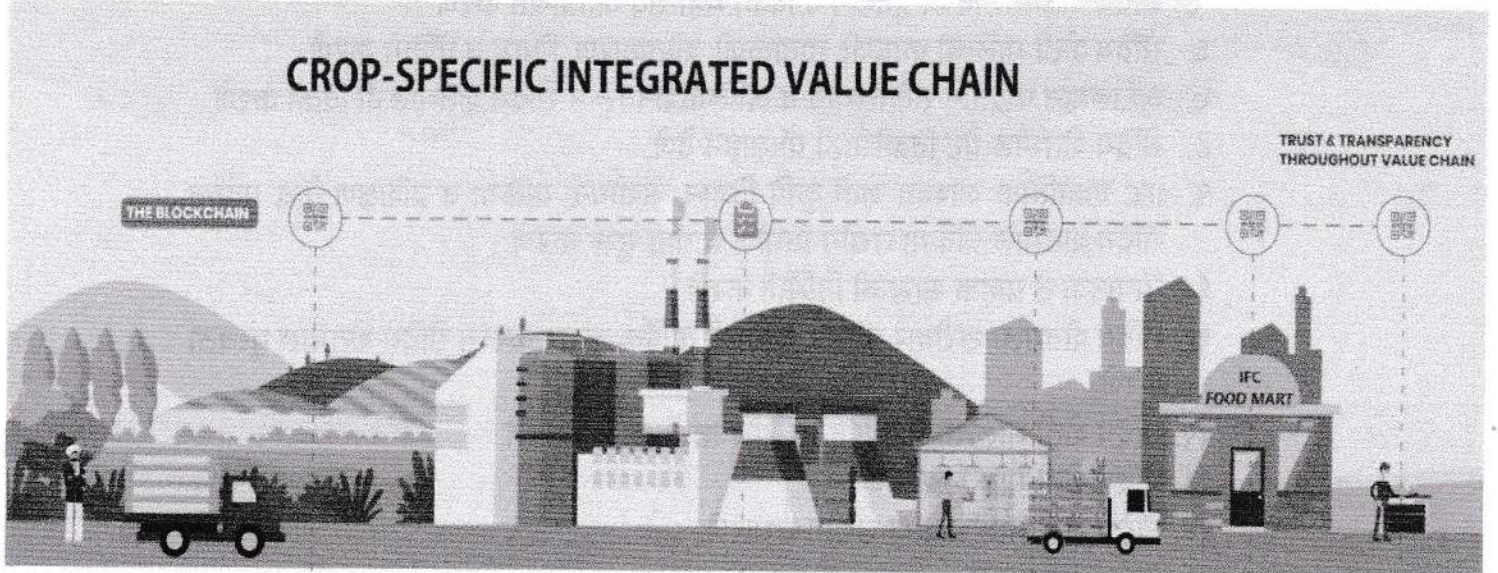 CROP-SPECIFIC INTEGRATED VALUE CHAIN
TRUST & TRANSPARENCY
THROUGHOUT VALUE CHAIN
THE BLOCKCHAIN
IFC
FOOD MART